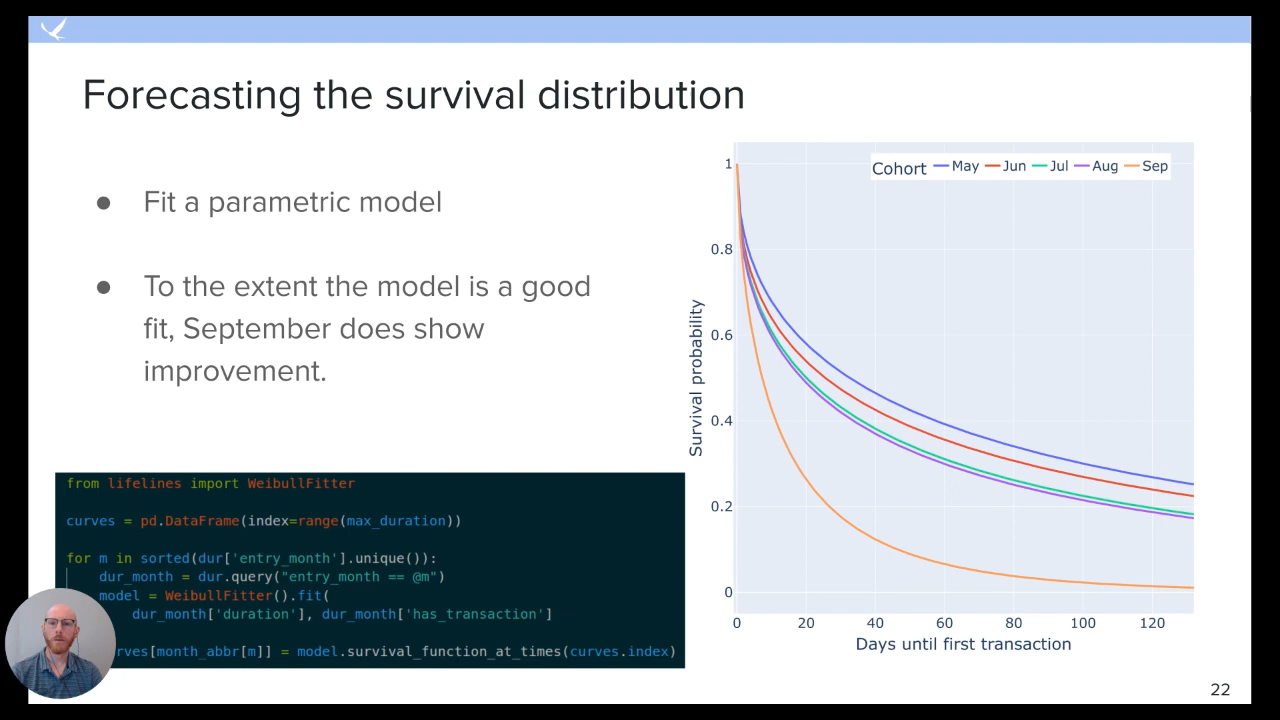 Forecasting the survival distribution
● Fit a parametric model
● To the extent the model is a good
fit, September does show
improvement.
from lifelines import WeibullFitter
curves = pd.DataFrame(index=range(max_duration))
for m in sorted(dur['entry_month'].unique()):
dur_month = dur.query("entry_month == @m")
model = WeibullFitter().fit(
dur_month['duration'], dur_month['has_transaction']
rves[month_abbr[m]] = model.survival_function_at_times(curves.index)
Cohort May Jun Jul Aug Sep
Survival probability
1
0.8
0.6
0.4
0.2
0
0 20 40 60 80 100 120
Days until first transaction
22